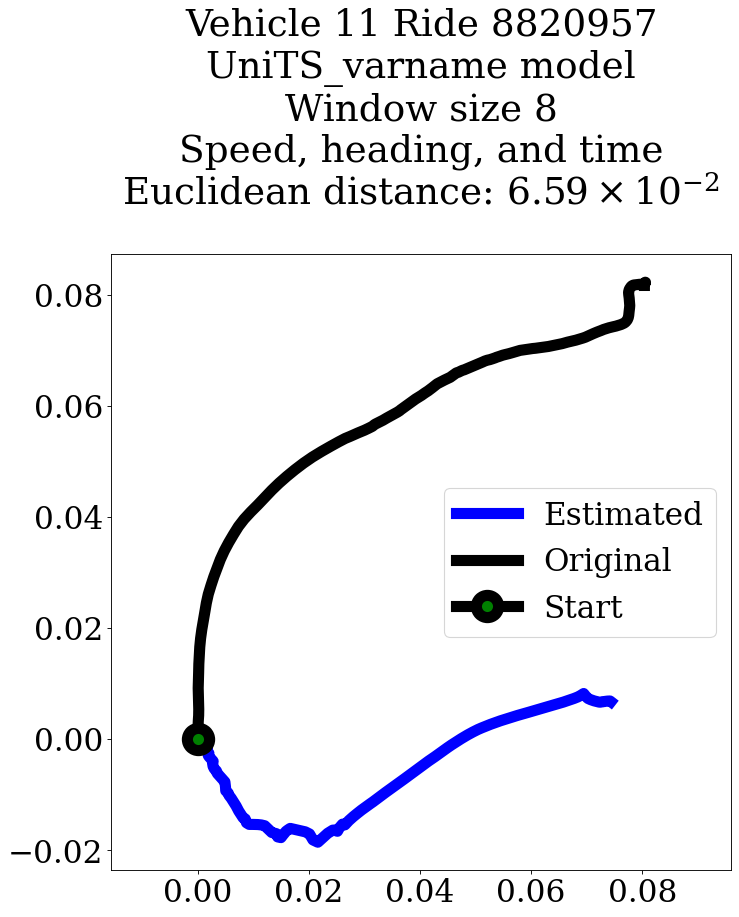 Vehicle 11 Ride 8820957
UniTS_varname model
Window size 8
Speed, heading, and time
Euclidean distance: 6.59 × 10⁻²
0.08
0.06
0.04
0.02
0.00
−0.02
Estimated
Original
Start
0.00 0.02 0.04 0.06 0.08